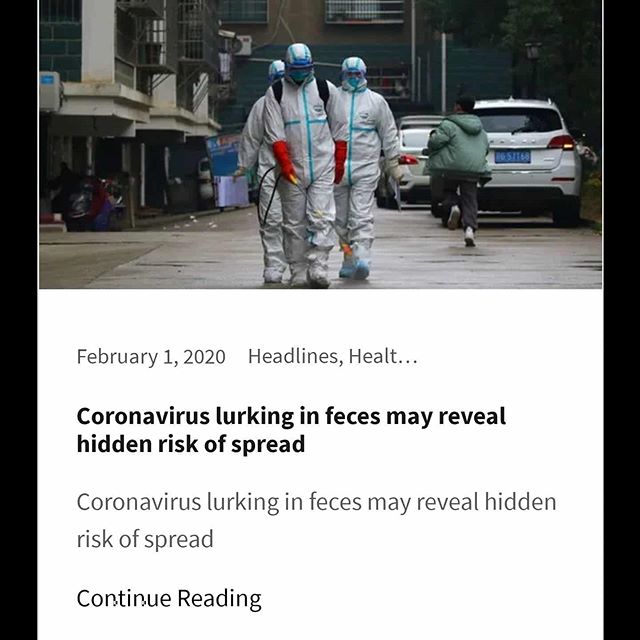 February 1, 2020 Headlines, Healt…
Coronavirus lurking in feces may reveal
hidden risk of spread
Coronavirus lurking in feces may reveal hidden
risk of spread
Continue Reading